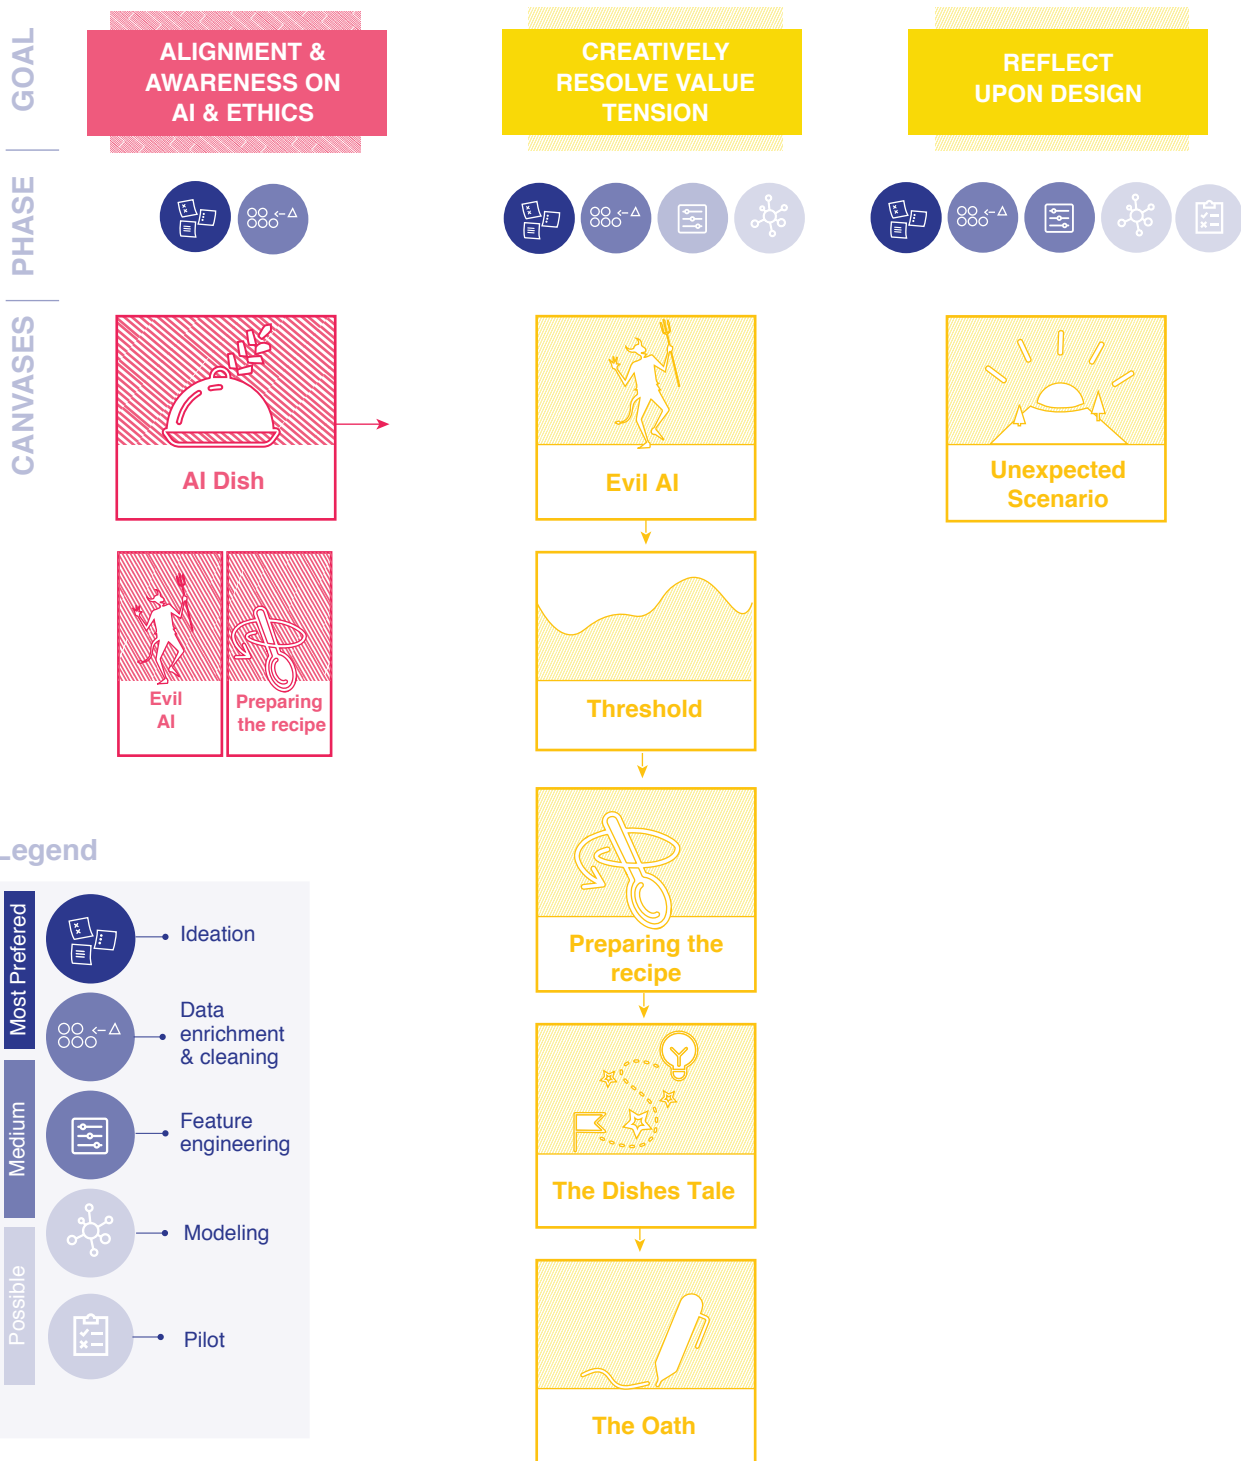 GOAL
ALIGNMENT &
AWARENESS ON
AI & ETHICS
CREATIVELY
RESOLVE VALUE
TENSION
REFLECT
UPON DESIGN
PHASE
CANVASES
AI Dish
Evil AI
Unexpected
Scenario
Evil
AI
Preparing
the recipe
Threshold
Preparing the
recipe
The Dishes Tale
The Oath
Legend
Most Prefered
Medium
Possible
Ideation
Data
enrichment
& cleaning
Feature
engineering
Modeling
Pilot